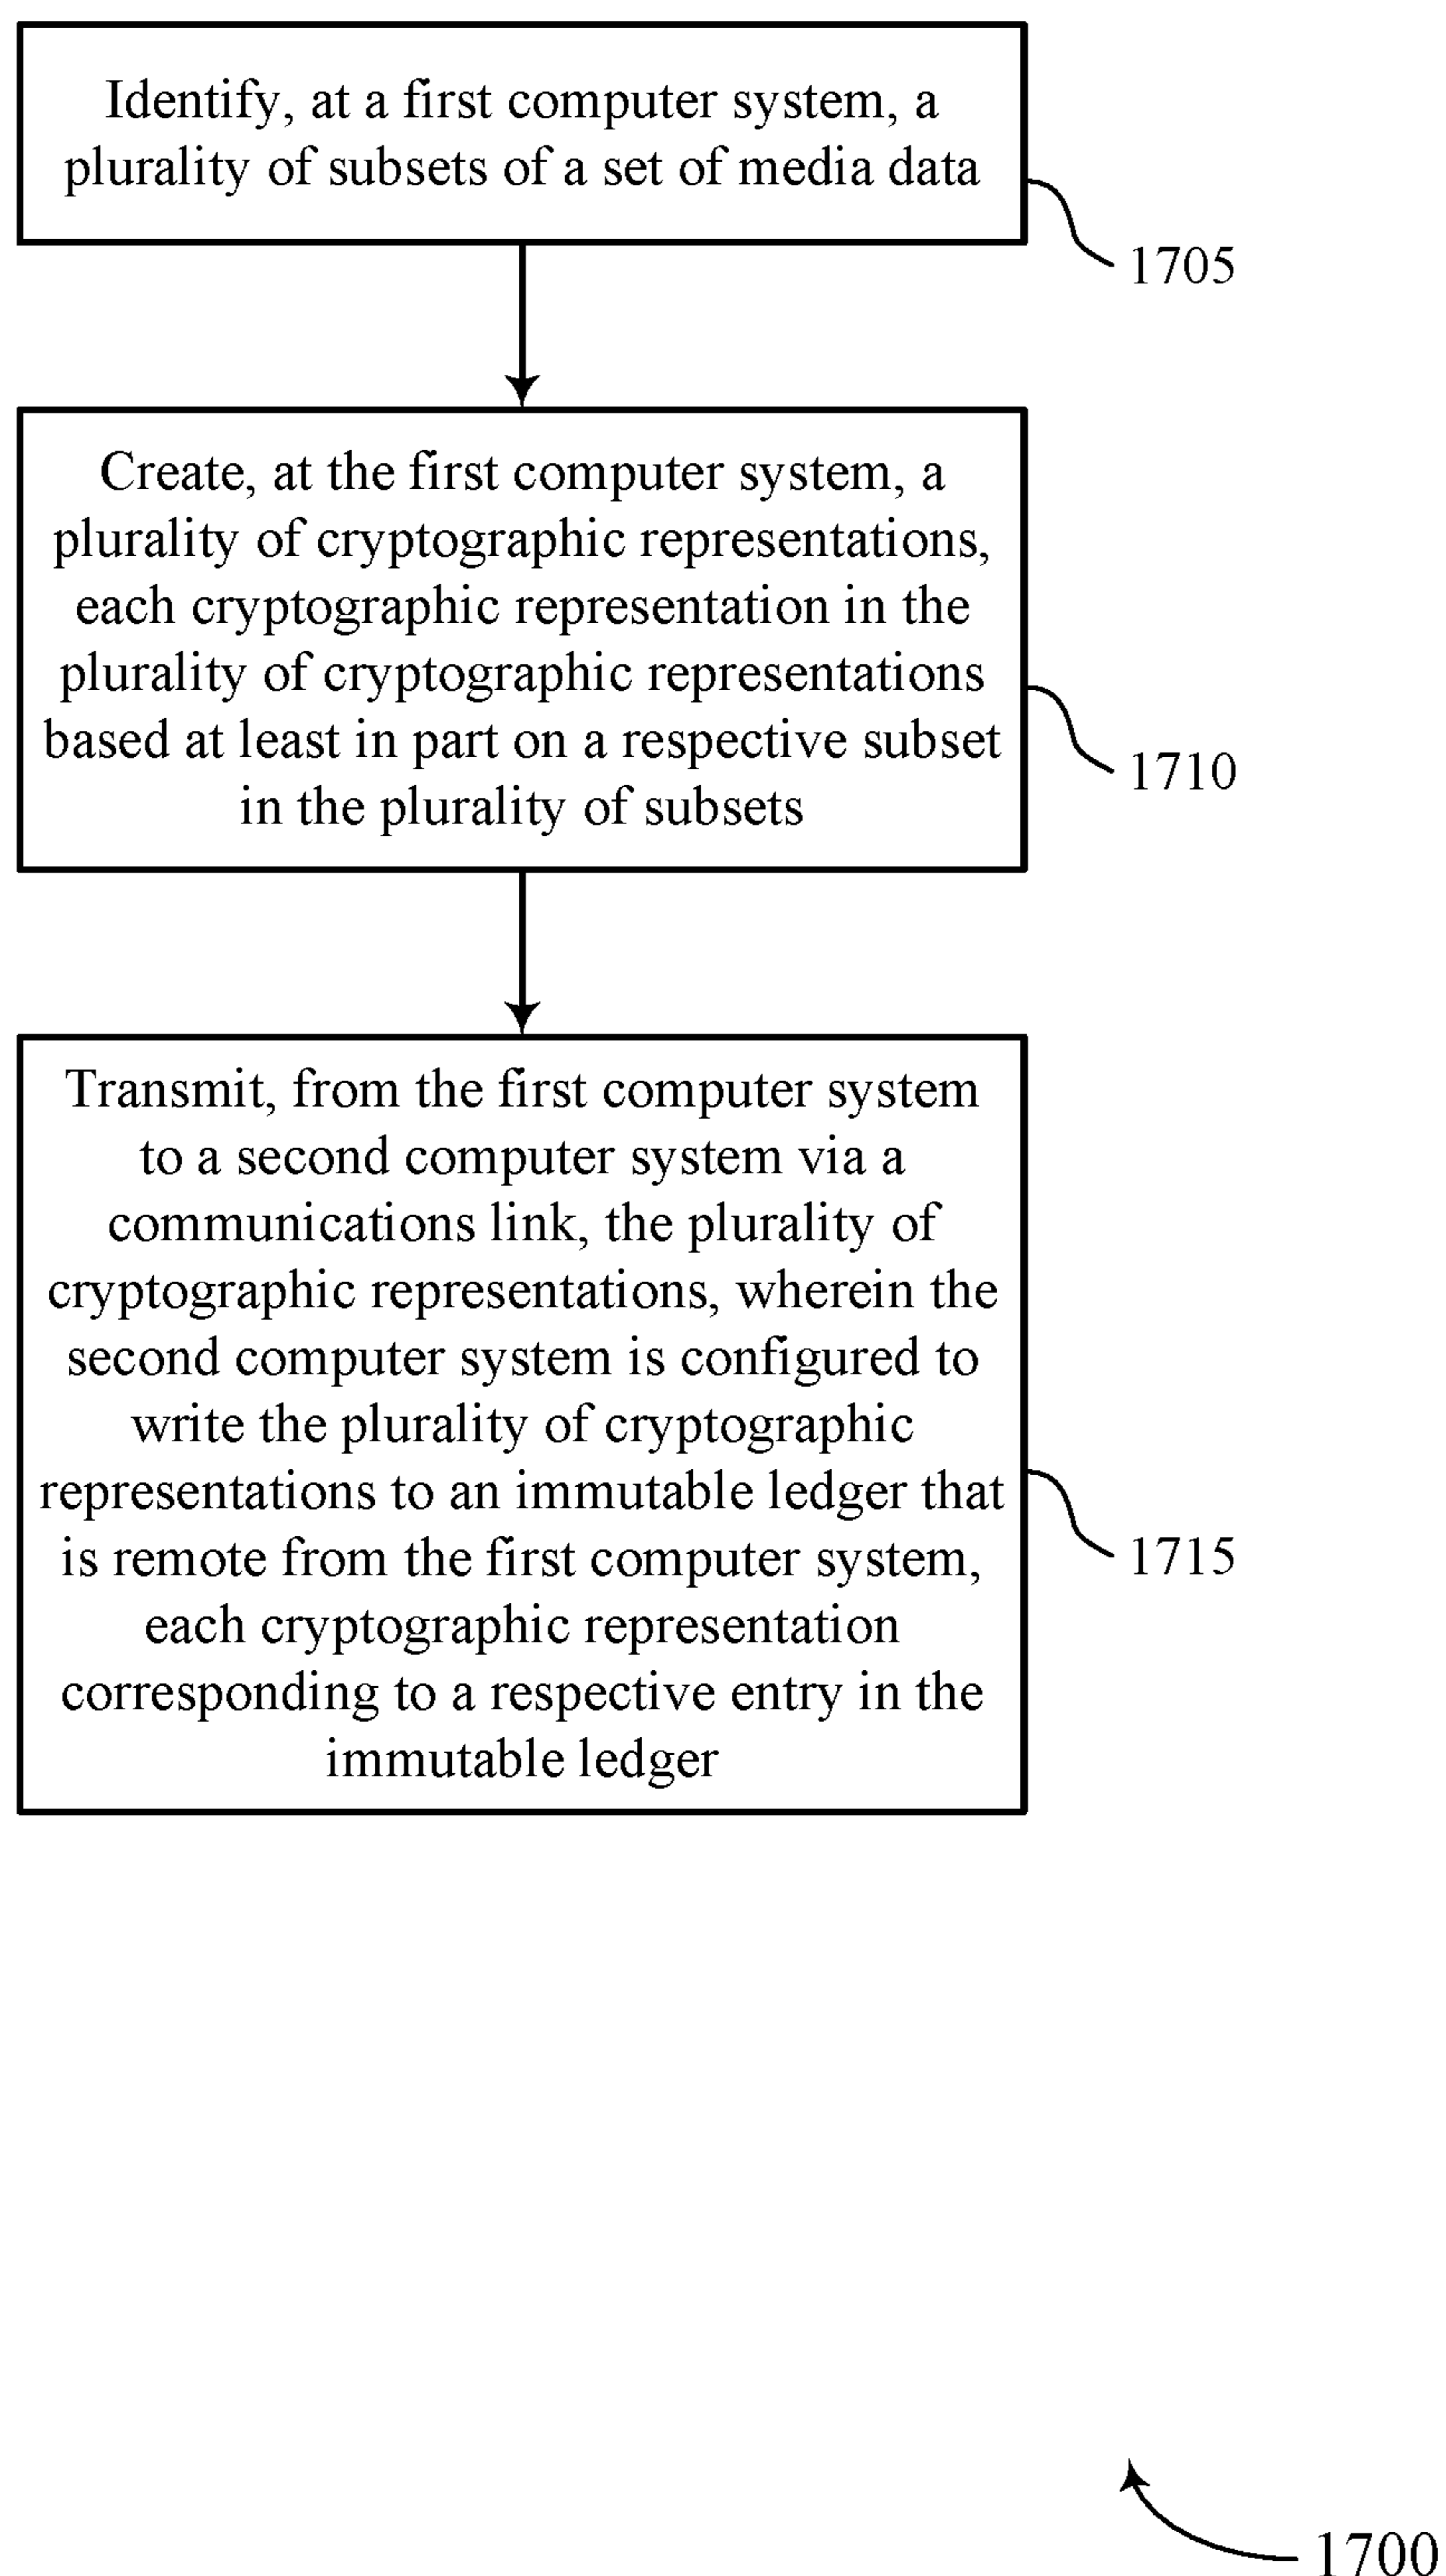 Identify, at a first computer system, a
plurality of subsets of a set of media data
1705
Create, at the first computer system, a
plurality of cryptographic representations,
each cryptographic representation in the
plurality of cryptographic representations
based at least in part on a respective subset
in the plurality of subsets
1710
Transmit, from the first computer system
to a second computer system via a
communications link, the plurality of
cryptographic representations, wherein the
second computer system is configured to
write the plurality of cryptographic
representations to an immutable ledger that
is remote from the first computer system,
each cryptographic representation
corresponding to a respective entry in the
immutable ledger
1715
1700